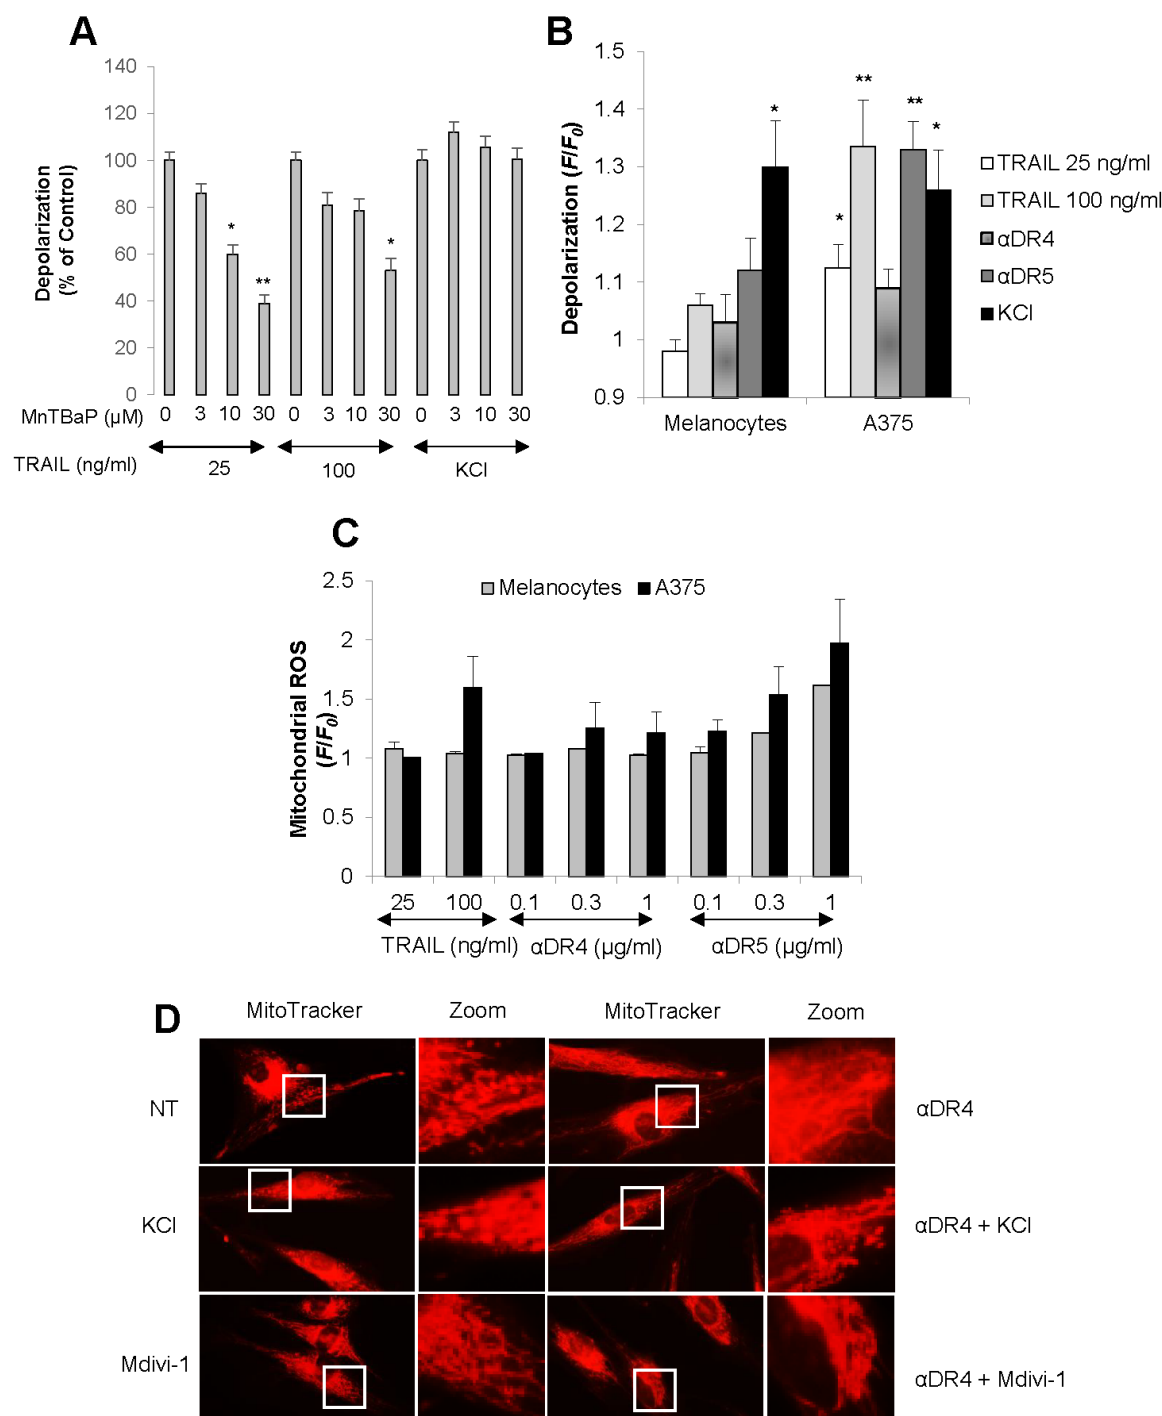 A
140
120
100
80
60
40
20
0
Depolarization
(% of Control)
* ** *
MnTBaP (µM) 0 3 10 30 0 3 10 30 0 3 10 30
TRAIL (ng/ml) 25 100 KCl
B
1.5
1.4
1.3
1.2
1.1
1
0.9
Depolarization (F/F0)
* * ** ** *
Melanocytes A375
TRAIL 25 ng/ml
TRAIL 100 ng/ml
αDR4
αDR5
KCl
C
2.5
2
1.5
1
0.5
0
Mitochondrial ROS
(F/F0)
Melanocytes A375
25 100 0.1 0.3 1 0.1 0.3 1
TRAIL (ng/ml) αDR4 (µg/ml) αDR5 (µg/ml)
D
MitoTracker Zoom MitoTracker Zoom
NT αDR4
KCl αDR4 + KCl
Mdivi-1 αDR4 + Mdivi-1